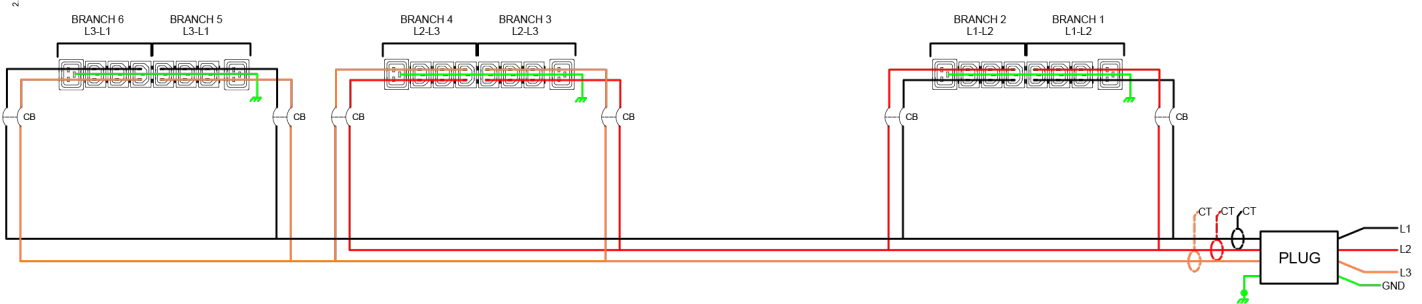 2.
BRANCH 6 BRANCH 5 BRANCH 4 BRANCH 3 BRANCH 2 BRANCH 1
L3-L1 L3-L1 L2-L3 L2-L3 L1-L2 L1-L2
CB CB CB CB CB CB
CT CT CT
L1
L2
PLUG
L3
GND